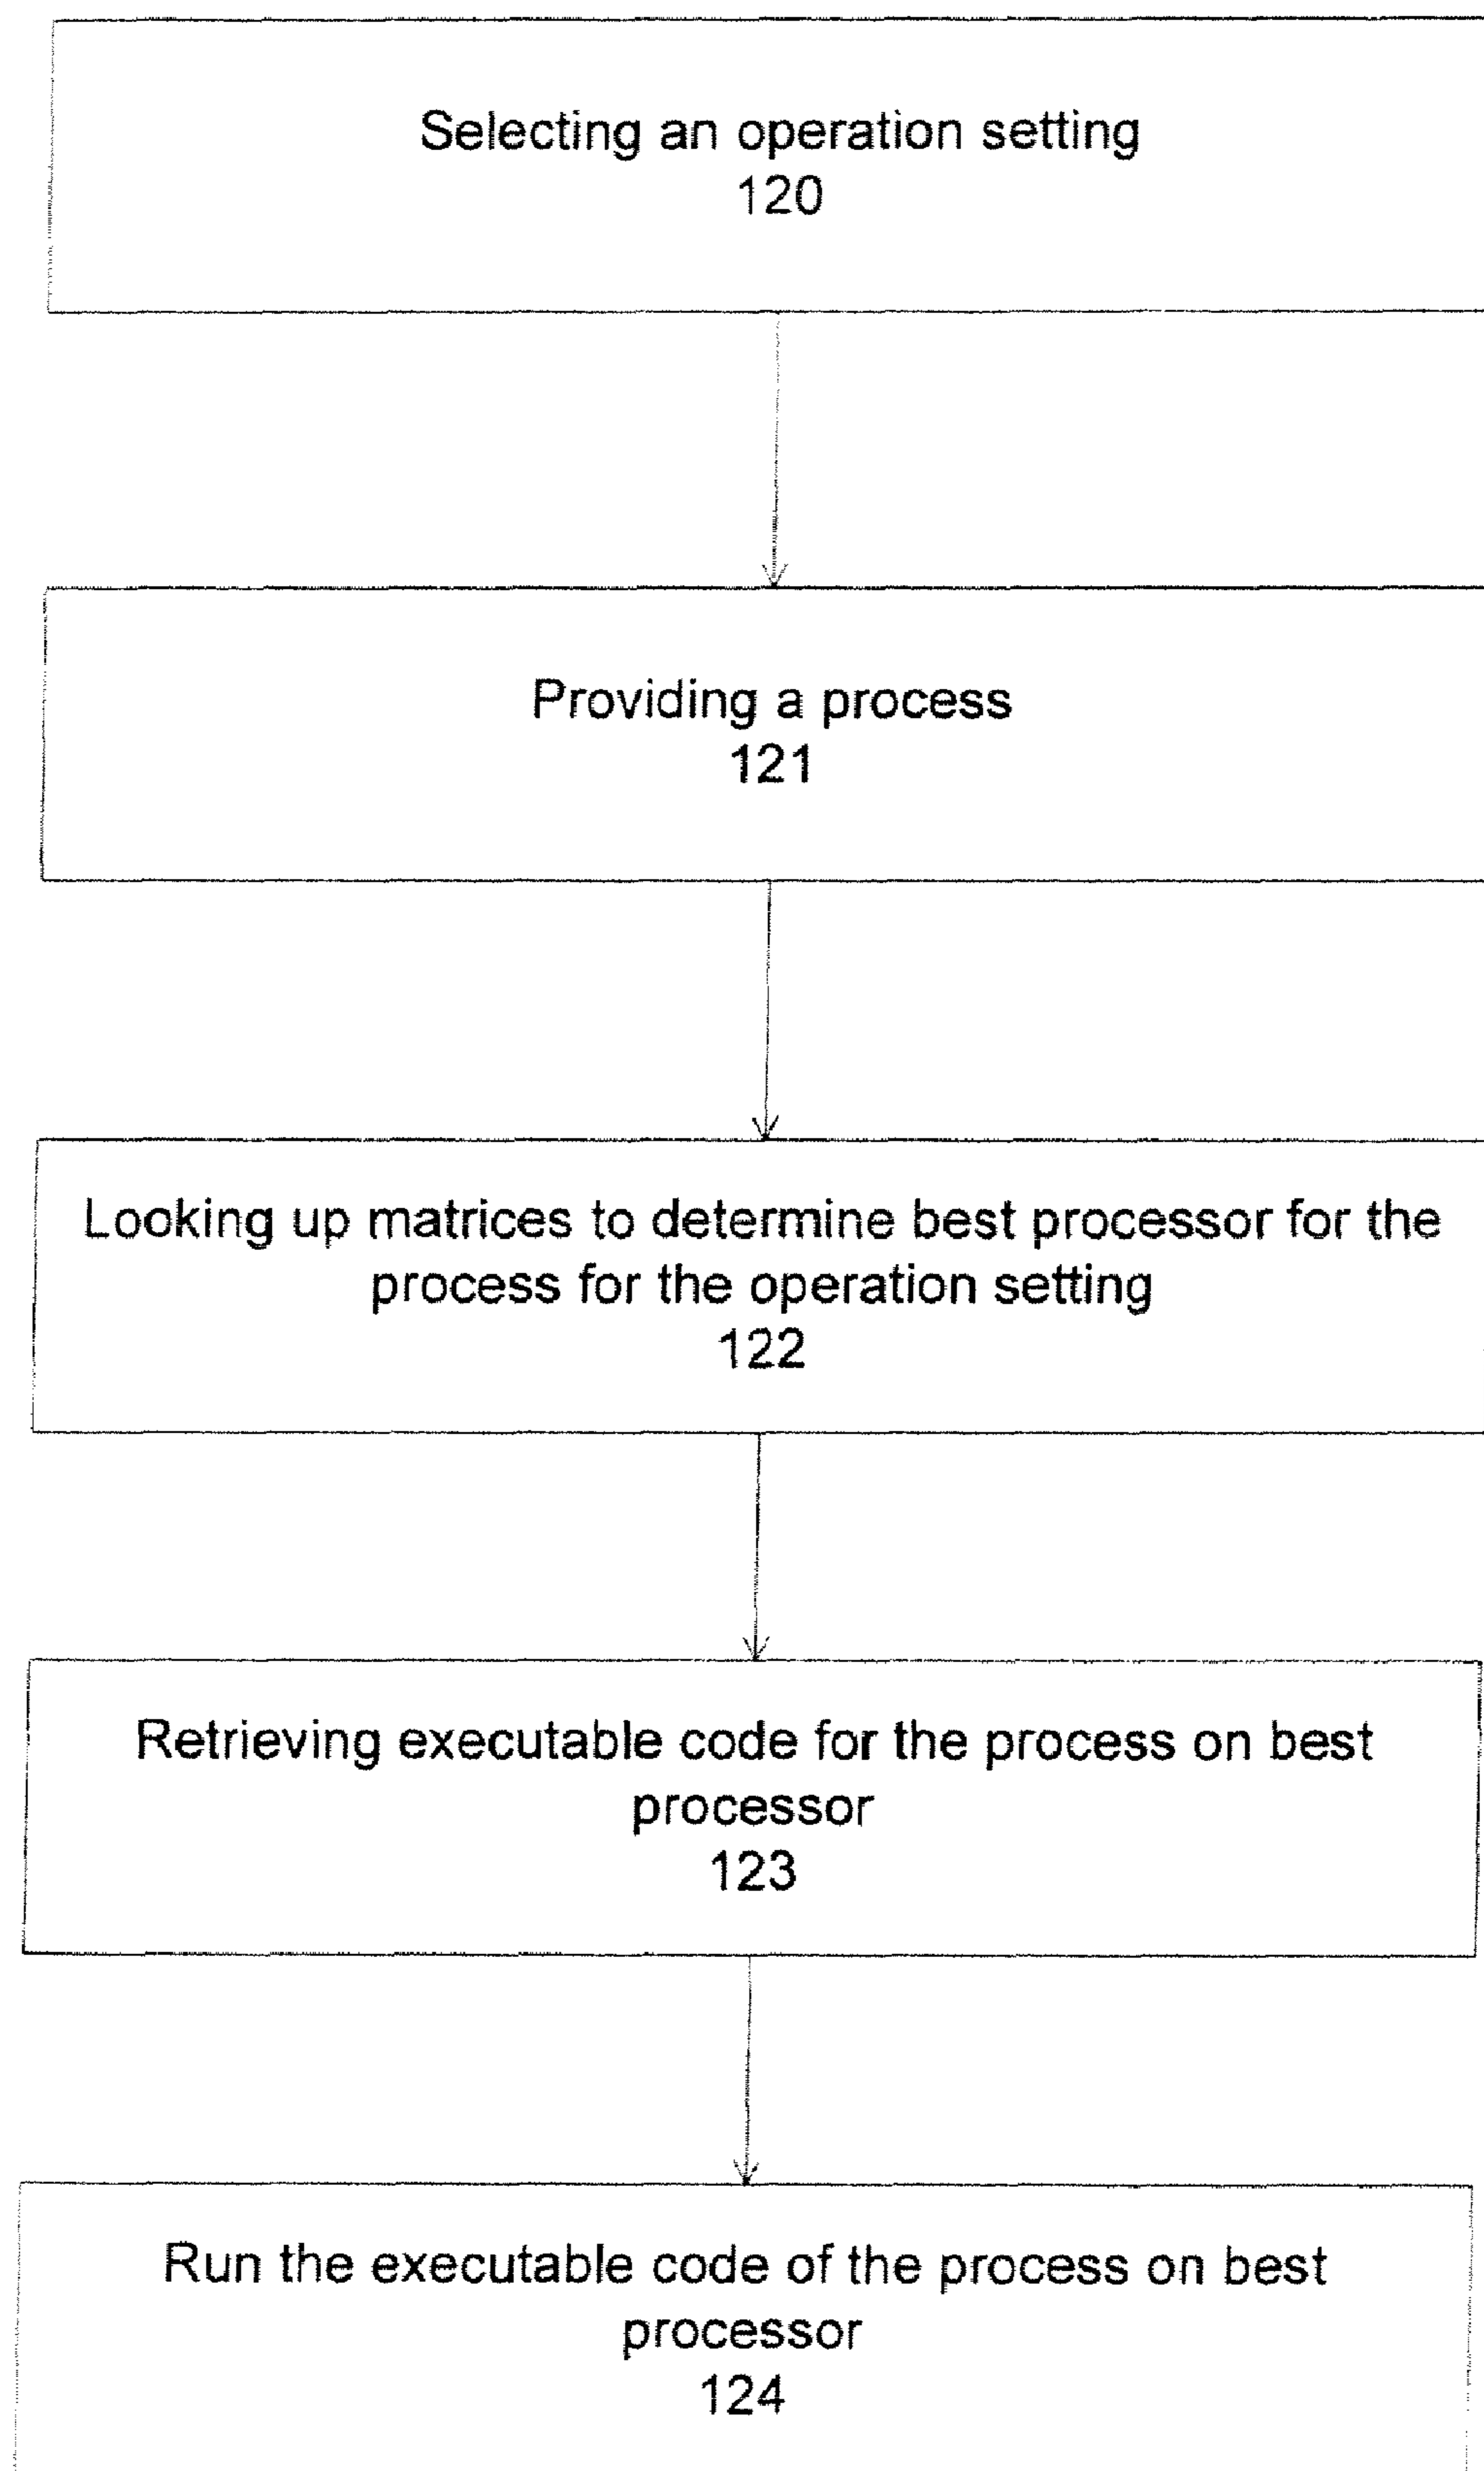 Selecting an operation setting
120
Providing a process
121
Looking up matrices to determine best processor for the
process for the operation setting
122
Retrieving executable code for the process on best
processor
123
Run the executable code of the process on best
processor
124